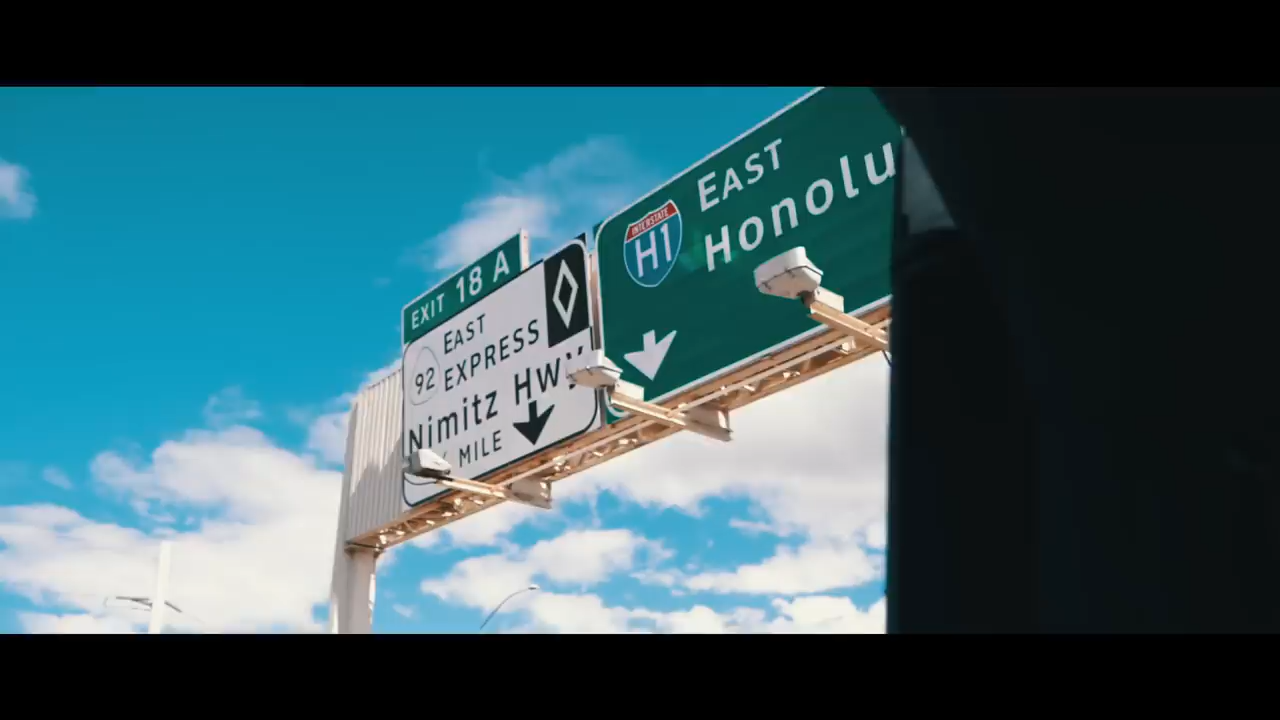 EXIT 18 A
EAST
92 EXPRESS
Nimitz Hwy
MILE
INTERSTATE
H1
EAST
Honolu